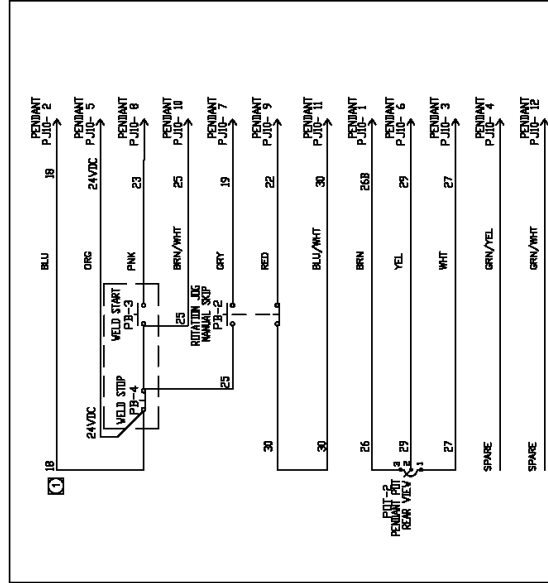 PENDANT
PJ10- 2
PENDANT
PJ10- 5
PENDANT
PJ10- 8
PENDANT
PJ10- 10
PENDANT
PJ10- 7
PENDANT
PJ10- 9
PENDANT
PJ10- 11
PENDANT
PJ10- 1
PENDANT
PJ10- 6
PENDANT
PJ10- 3
PENDANT
PJ10- 4
PENDANT
PJ10- 12
18
24VDC
23
25
19
22
30
26B
29
27
BLU
ORG
PNK
BRN/WHT
GRY
RED
BLU/WHT
BRN
YEL
WHT
GRN/YEL
GRN/WHT
WELD START
PB-3
25
ROTATION JOG
MANUAL SKIP
PB-2
WELD STOP
PB-4
25
24VDC
18
30
30
26
29
27
SPARE
SPARE
1
POT-2
PENDANT POT
REAR VIEW
3
2
1